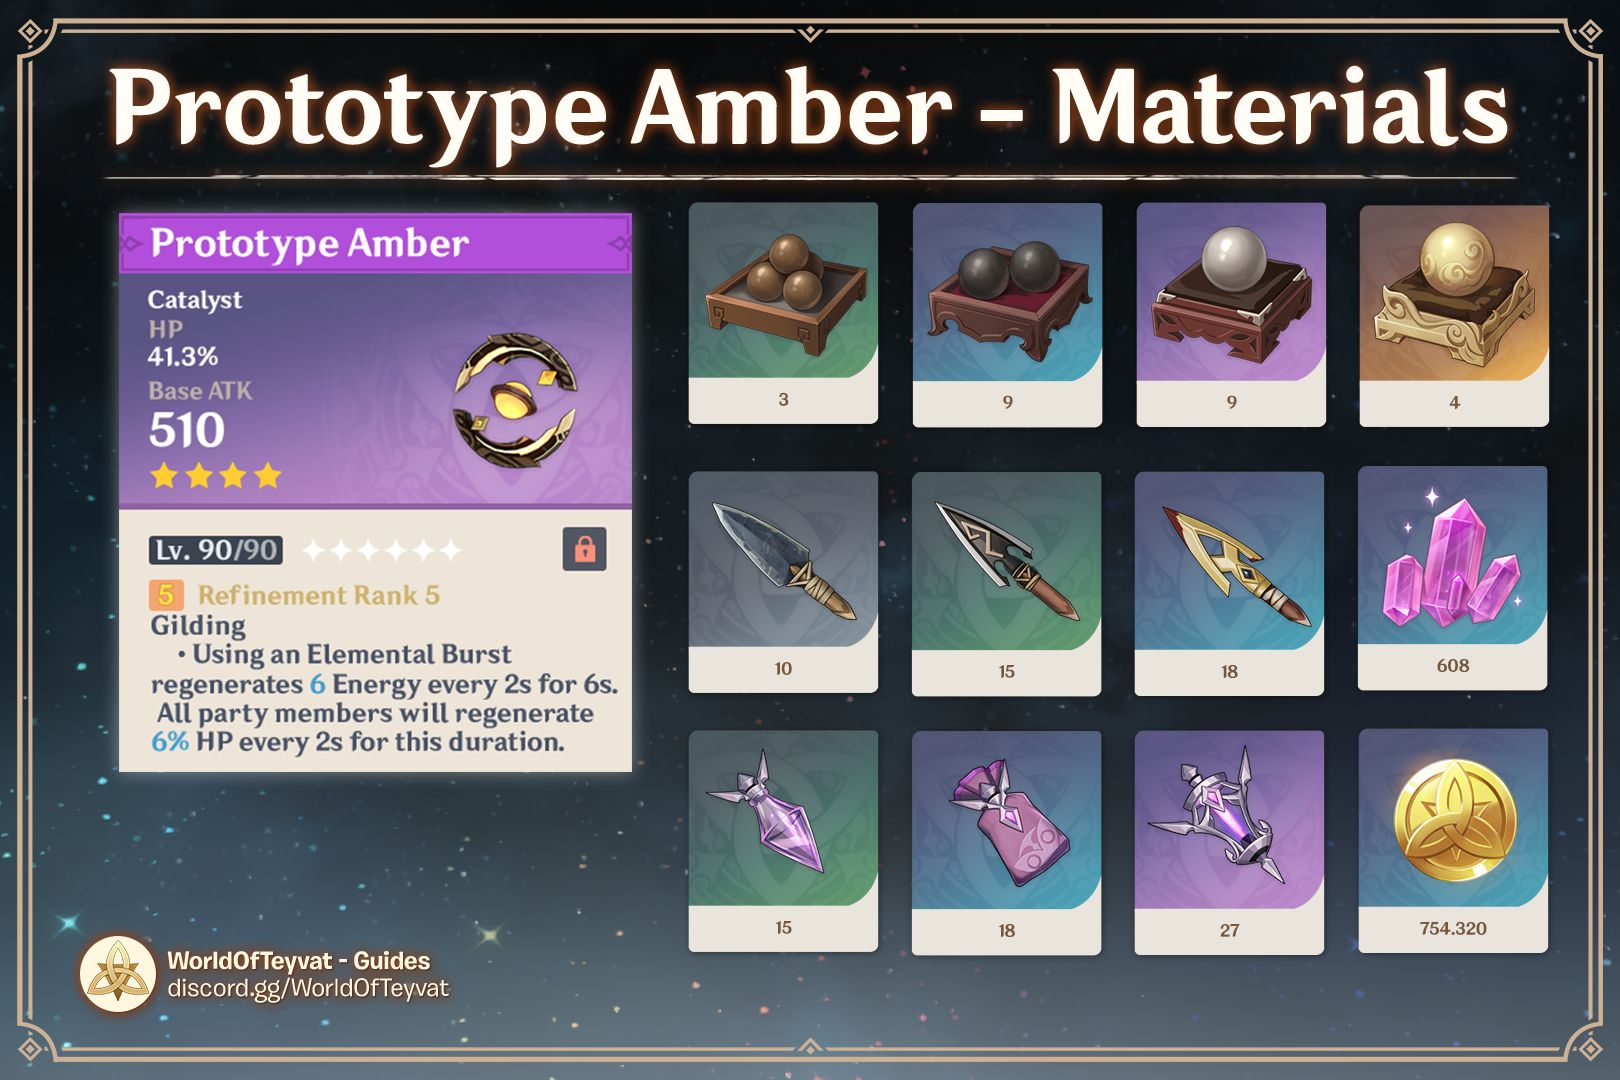 Prototype Amber – Materials
Prototype Amber
Catalyst
HP
41.3%
Base ATK
510
Lv. 90/90
5 Refinement Rank 5
Gilding
• Using an Elemental Burst
regenerates 6 Energy every 2s for 6s.
All party members will regenerate
6% HP every 2s for this duration.
3
9
9
4
10
15
18
608
15
18
27
754.320
WorldOfTeyvat - Guides
discord.gg/WorldOfTeyvat